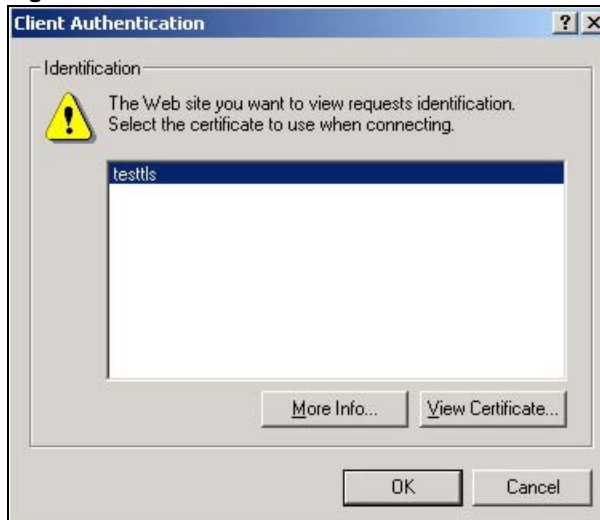 Client Authentication
Identification
The Web site you want to view requests identification.
Select the certificate to use when connecting.
testtls
More Info... View Certificate...
OK Cancel